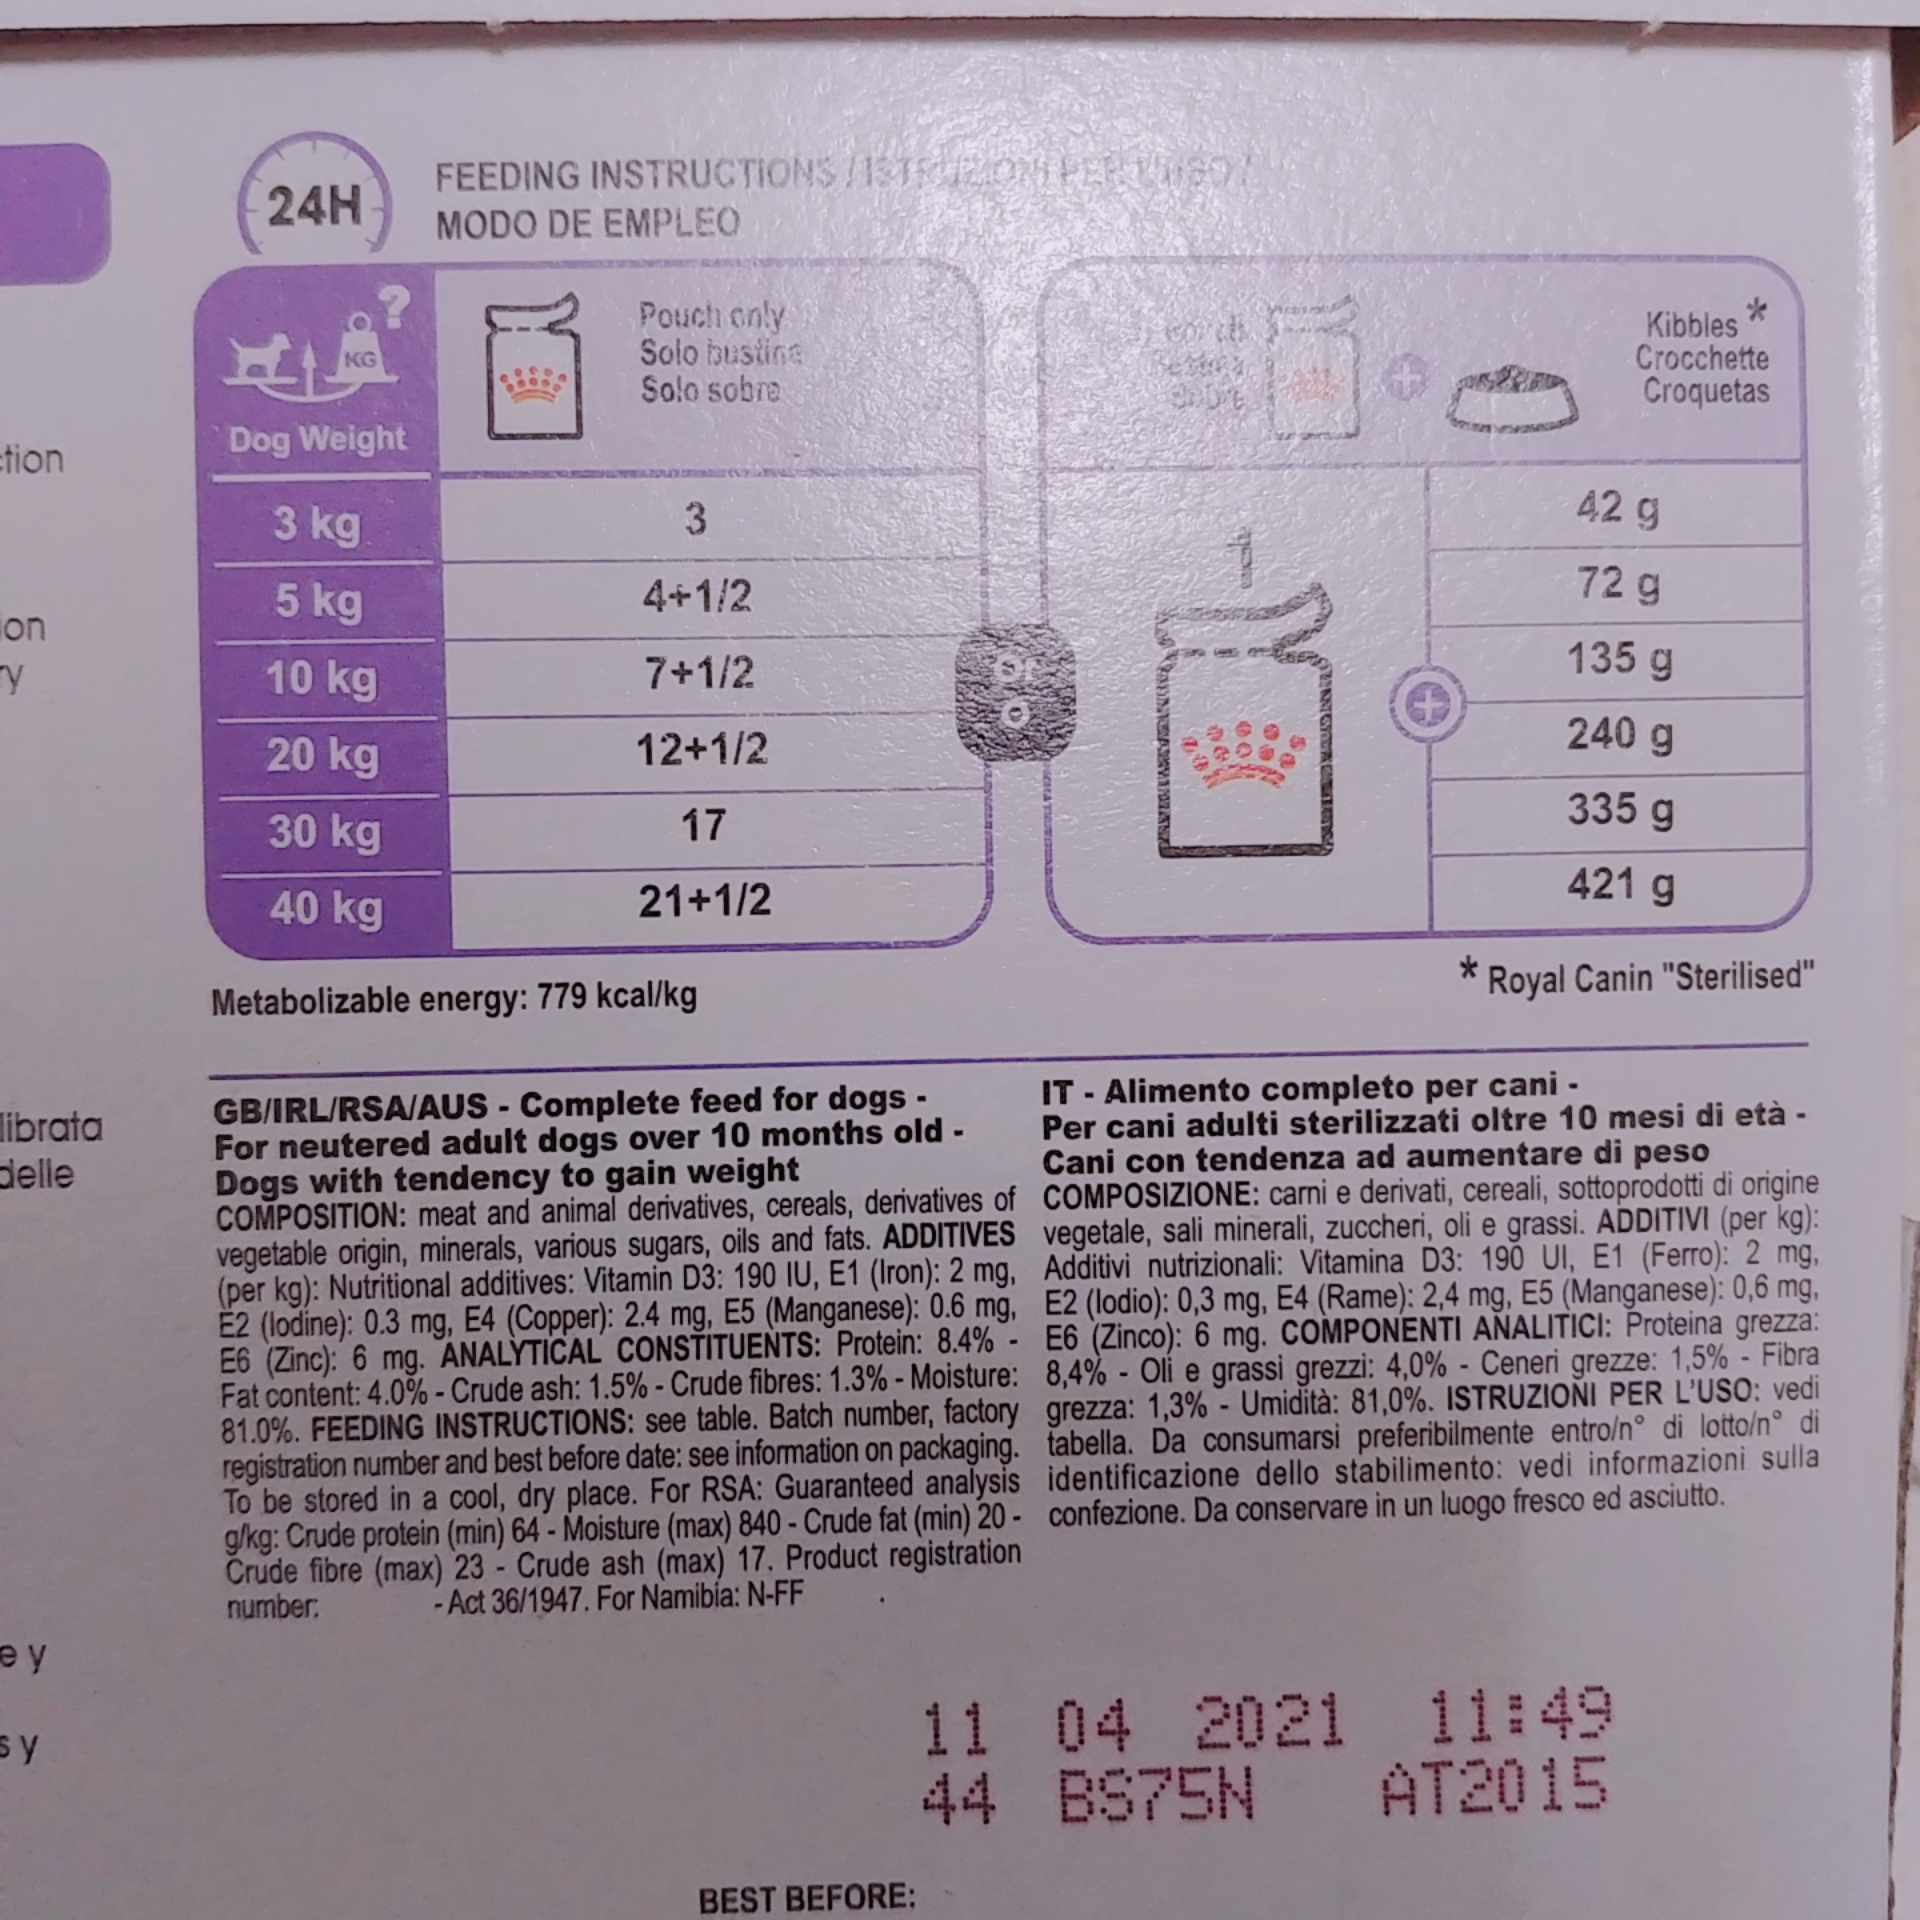 24H
FEEDING INSTRUCTIONS / ISTRUZIONI PER L'USO /
MODO DE EMPLEO
?
KG
Dog Weight
Pouch only
Solo bustina
Solo sobre
+
Kibbles *
Crocchette
Croquetas
3 kg 3 42 g
5 kg 4+1/2 72 g
10 kg 7+1/2 135 g
20 kg 12+1/2 240 g
30 kg 17 335 g
40 kg 21+1/2 421 g
or
o
1
+
Metabolizable energy: 779 kcal/kg
* Royal Canin "Sterilised"
GB/IRL/RSA/AUS - Complete feed for dogs -
For neutered adult dogs over 10 months old -
Dogs with tendency to gain weight
COMPOSITION: meat and animal derivatives, cereals, derivatives of
vegetable origin, minerals, various sugars, oils and fats. ADDITIVES
(per kg): Nutritional additives: Vitamin D3: 190 IU, E1 (Iron): 2 mg,
E2 (Iodine): 0.3 mg, E4 (Copper): 2.4 mg, E5 (Manganese): 0.6 mg,
E6 (Zinc): 6 mg. ANALYTICAL CONSTITUENTS: Protein: 8.4% -
Fat content: 4.0% - Crude ash: 1.5% - Crude fibres: 1.3% - Moisture:
81.0%. FEEDING INSTRUCTIONS: see table. Batch number, factory
registration number and best before date: see information on packaging.
To be stored in a cool, dry place. For RSA: Guaranteed analysis
g/kg: Crude protein (min) 64 - Moisture (max) 840 - Crude fat (min) 20 -
Crude fibre (max) 23 - Crude ash (max) 17. Product registration
number: - Act 36/1947. For Namibia: N-FF
IT - Alimento completo per cani -
Per cani adulti sterilizzati oltre 10 mesi di età -
Cani con tendenza ad aumentare di peso
COMPOSIZIONE: carni e derivati, cereali, sottoprodotti di origine
vegetale, sali minerali, zuccheri, oli e grassi. ADDITIVI (per kg):
Additivi nutrizionali: Vitamina D3: 190 UI, E1 (Ferro): 2 mg,
E2 (Iodio): 0,3 mg, E4 (Rame): 2,4 mg, E5 (Manganese): 0,6 mg,
E6 (Zinco): 6 mg. COMPONENTI ANALITICI: Proteina grezza:
8,4% - Oli e grassi grezzi: 4,0% - Ceneri grezze: 1,5% - Fibra
grezza: 1,3% - Umidità: 81,0%. ISTRUZIONI PER L'USO: vedi
tabella. Da consumarsi preferibilmente entro/n° di lotto/n° di
identificazione dello stabilimento: vedi informazioni sulla
confezione. Da conservare in un luogo fresco ed asciutto.
11 04 2021 11:49
44 BS75N AT2015
BEST BEFORE: